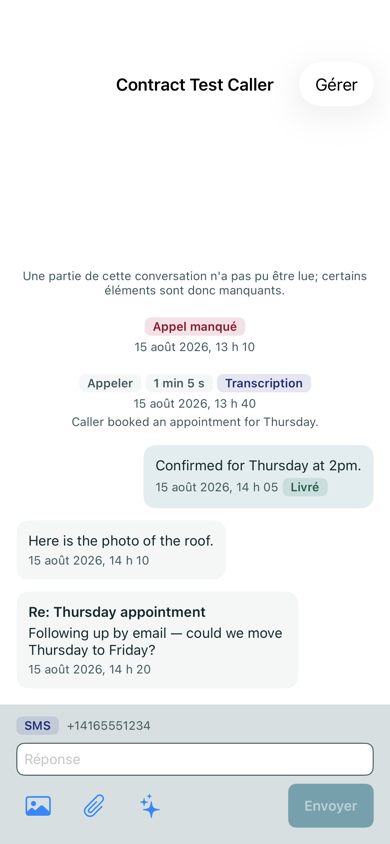 Contract Test Caller
Gérer
Une partie de cette conversation n'a pas pu être lue; certains
éléments sont donc manquants.
Appel manqué
15 août 2026, 13 h 10
Appeler 1 min 5 s Transcription
15 août 2026, 13 h 40
Caller booked an appointment for Thursday.
Confirmed for Thursday at 2pm.
15 août 2026, 14 h 05 Livré
Here is the photo of the roof.
15 août 2026, 14 h 10
Re: Thursday appointment
Following up by email — could we move
Thursday to Friday?
15 août 2026, 14 h 20
SMS +14165551234
Réponse
Envoyer